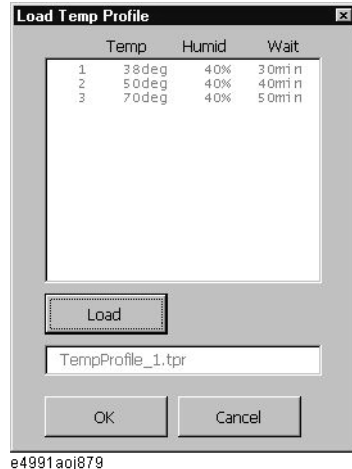 Load Temp Profile
Temp Humid Wait
1 38deg 40% 30min
2 50deg 40% 40min
3 70deg 40% 50min
Load
TempProfile_1.tpr
OK Cancel
e4991aoj879